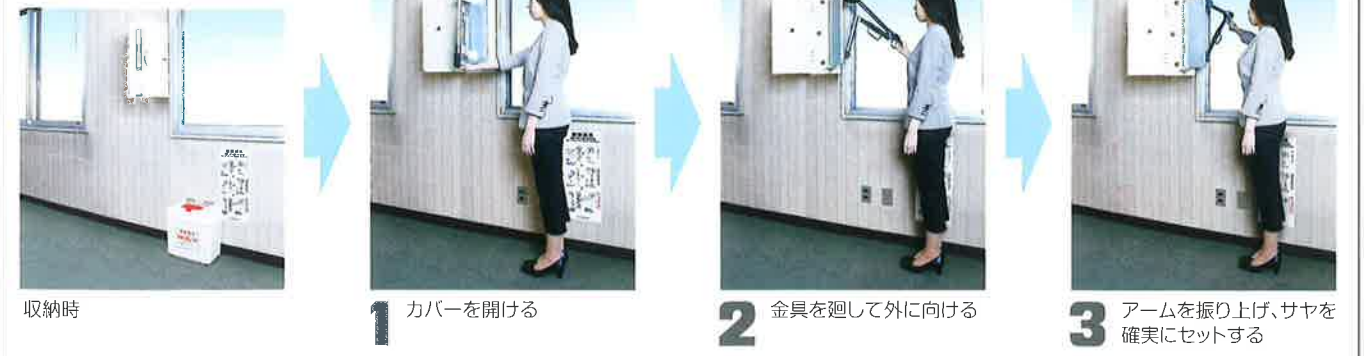 収納時
1 カバーを開ける
2 金具を廻して外に向ける
3 アームを振り上げ、サヤを
確実にセットする